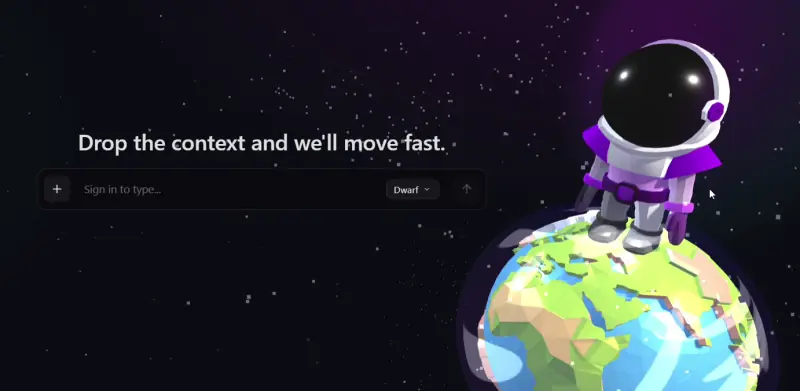 Drop the context and we'll move fast.
Sign in to type...
Dwarf